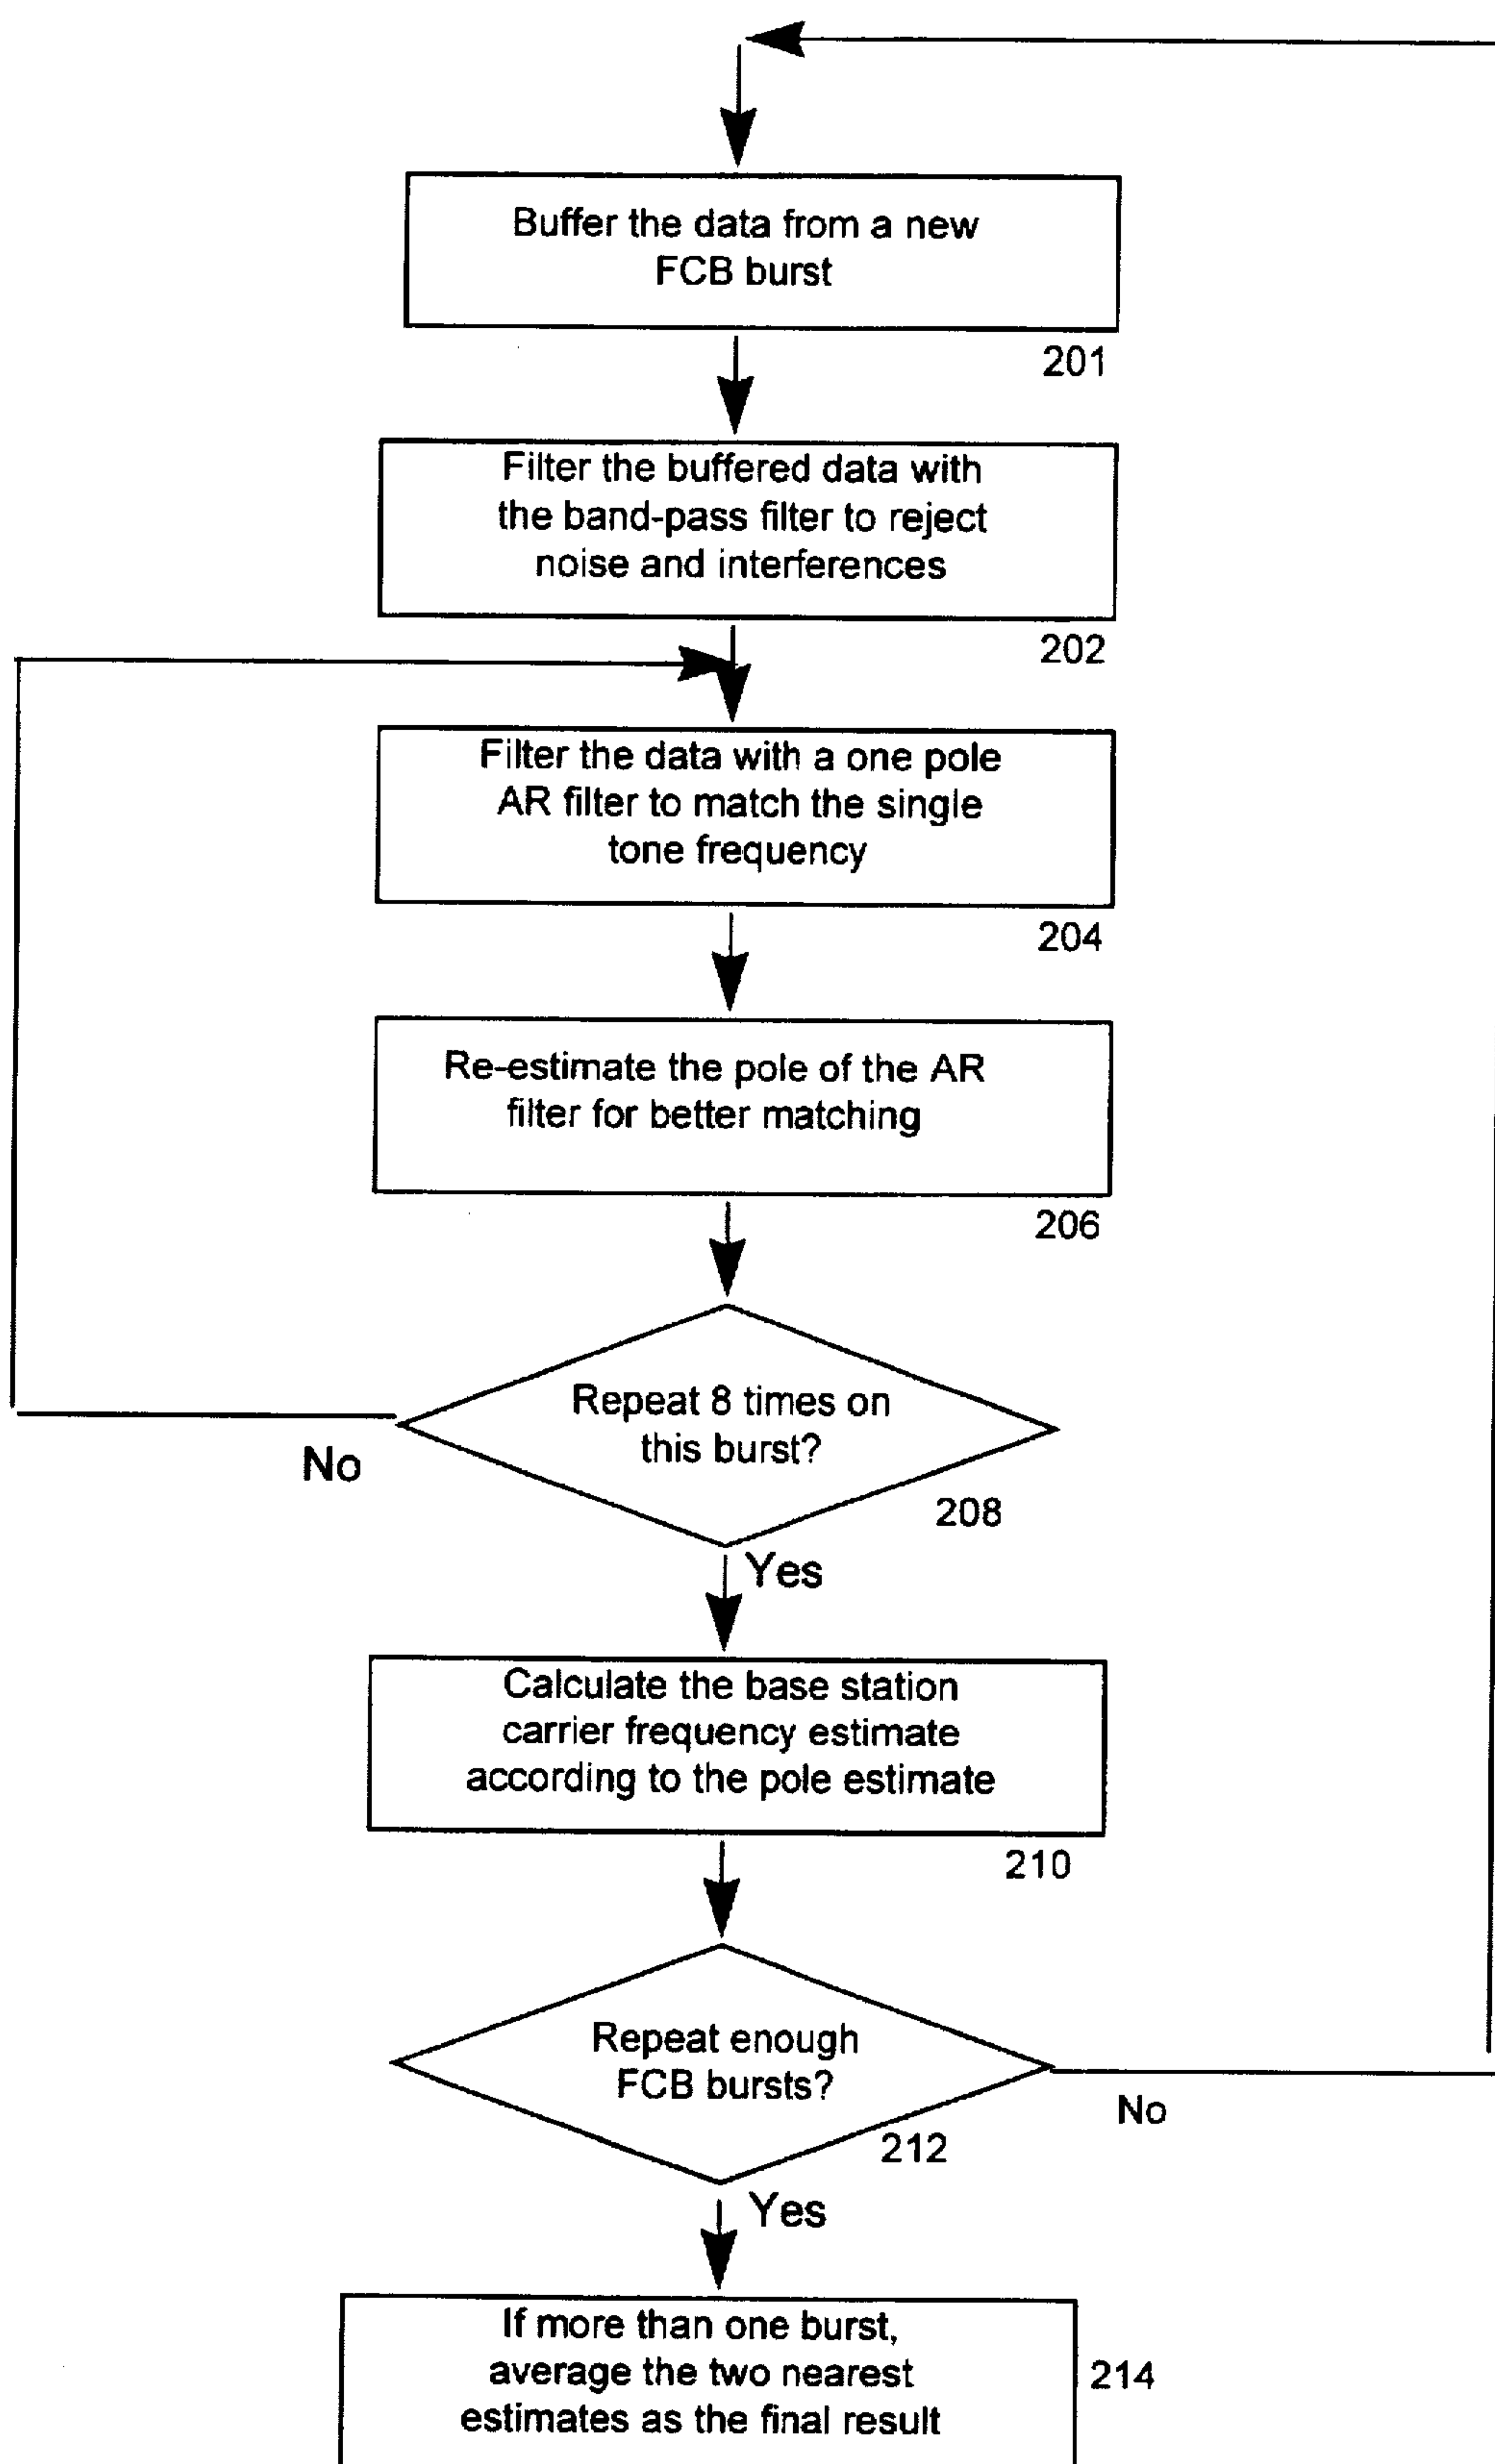 Buffer the data from a new
FCB burst
201
Filter the buffered data with
the band-pass filter to reject
noise and interferences
202
Filter the data with a one pole
AR filter to match the single
tone frequency
204
Re-estimate the pole of the AR
filter for better matching
206
Repeat 8 times on
this burst?
No
208
Yes
Calculate the base station
carrier frequency estimate
according to the pole estimate
210
Repeat enough
FCB bursts?
No
212
Yes
If more than one burst,
average the two nearest
estimates as the final result
214